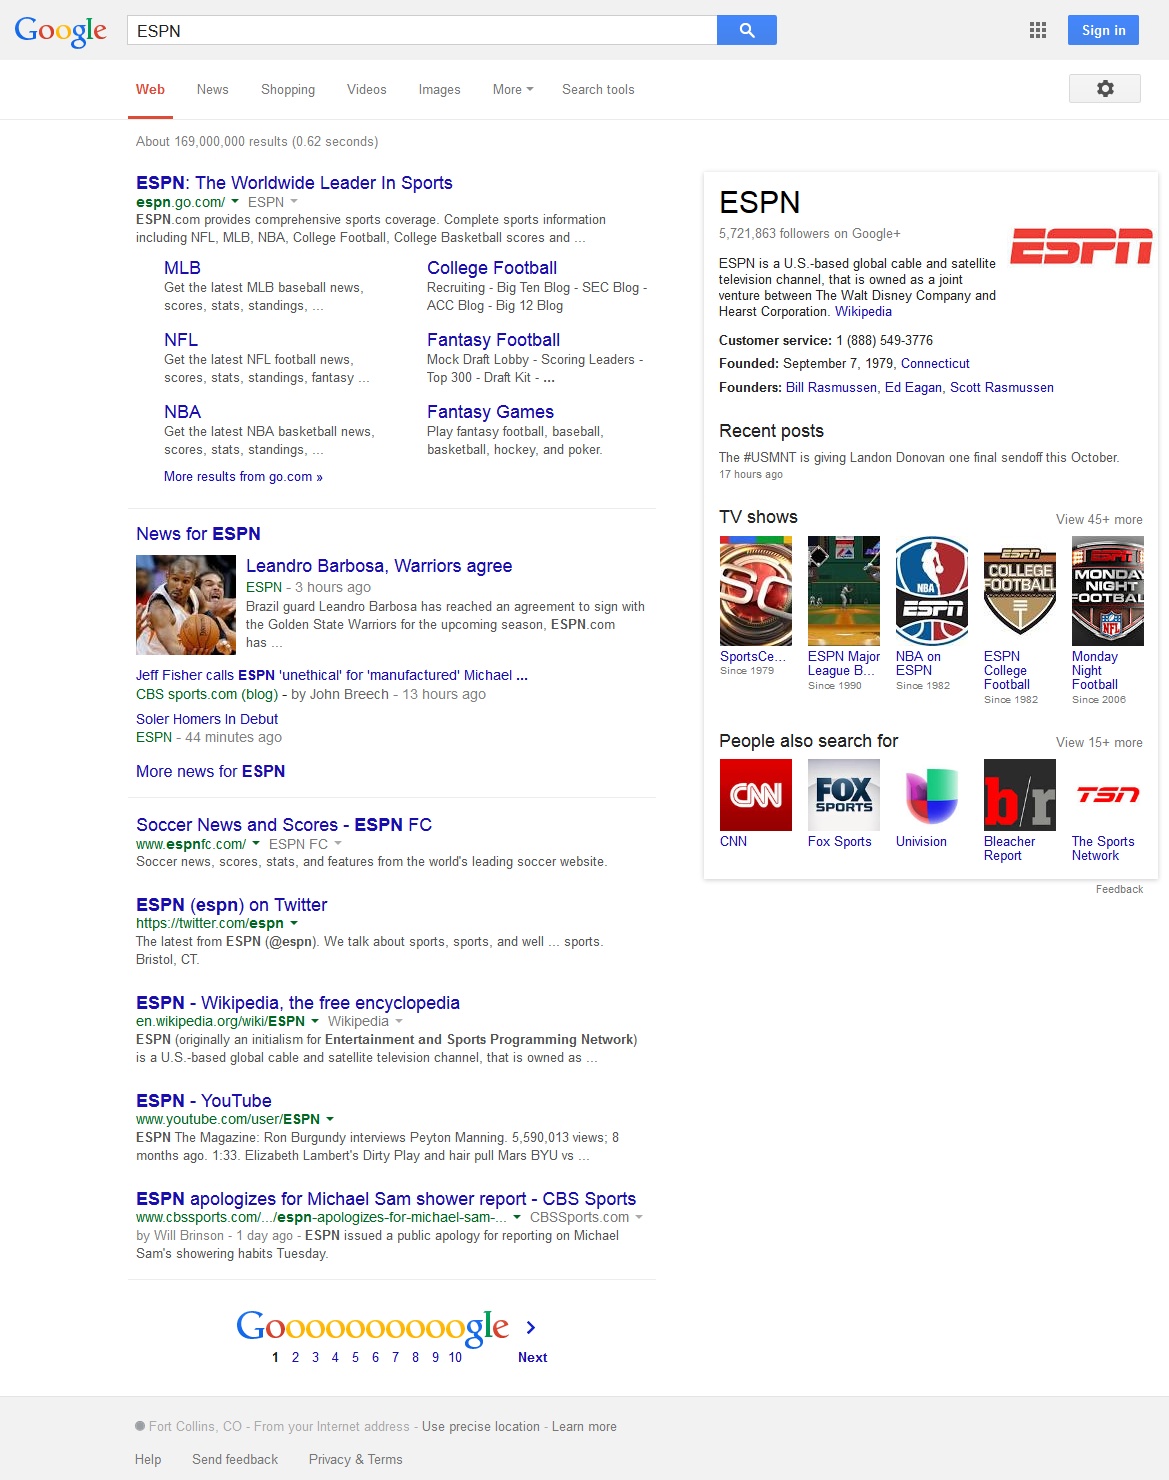 Google
ESPN
Sign in
Web
News
Shopping
Videos
Images
More
Search tools
About 169,000,000 results (0.62 seconds)
ESPN: The Worldwide Leader In Sports
espn.go.com/ ESPN
ESPN.com provides comprehensive sports coverage. Complete sports information
including NFL, MLB, NBA, College Football, College Basketball scores and ...
MLB
Get the latest MLB baseball news,
scores, stats, standings, ...
College Football
Recruiting - Big Ten Blog - SEC Blog -
ACC Blog - Big 12 Blog
NFL
Get the latest NFL football news,
scores, stats, standings, fantasy ...
Fantasy Football
Mock Draft Lobby - Scoring Leaders -
Top 300 - Draft Kit - ...
NBA
Get the latest NBA basketball news,
scores, stats, standings, ...
Fantasy Games
Play fantasy football, baseball,
basketball, hockey, and poker.
More results from go.com »
News for ESPN
Leandro Barbosa, Warriors agree
ESPN - 3 hours ago
Brazil guard Leandro Barbosa has reached an agreement to sign with
the Golden State Warriors for the upcoming season, ESPN.com
has ...
Jeff Fisher calls ESPN 'unethical' for 'manufactured' Michael ...
CBS sports.com (blog) - by John Breech - 13 hours ago
Soler Homers In Debut
ESPN - 44 minutes ago
More news for ESPN
Soccer News and Scores - ESPN FC
www.espnfc.com/ ESPN FC
Soccer news, scores, stats, and features from the world's leading soccer website.
ESPN (espn) on Twitter
https://twitter.com/espn
The latest from ESPN (@espn). We talk about sports, sports, and well ... sports.
Bristol, CT.
ESPN - Wikipedia, the free encyclopedia
en.wikipedia.org/wiki/ESPN Wikipedia
ESPN (originally an initialism for Entertainment and Sports Programming Network)
is a U.S.-based global cable and satellite television channel, that is owned as ...
ESPN - YouTube
www.youtube.com/user/ESPN
ESPN The Magazine: Ron Burgundy interviews Peyton Manning. 5,590,013 views; 8
months ago. 1:33. Elizabeth Lambert's Dirty Play and hair pull Mars BYU vs ...
ESPN apologizes for Michael Sam shower report - CBS Sports
www.cbssports.com/.../espn-apologizes-for-michael-sam-... CBSSports.com
by Will Brinson - 1 day ago - ESPN issued a public apology for reporting on Michael
Sam's showering habits Tuesday.
ESPN
5,721,863 followers on Google+
ESPN
ESPN is a U.S.-based global cable and satellite
television channel, that is owned as a joint
venture between The Walt Disney Company and
Hearst Corporation. Wikipedia
Customer service: 1 (888) 549-3776
Founded: September 7, 1979, Connecticut
Founders: Bill Rasmussen, Ed Eagan, Scott Rasmussen
Recent posts
The #USMNT is giving Landon Donovan one final sendoff this October.
17 hours ago
TV shows
View 45+ more
SC
SportsCe...
Since 1979
ESPN Major
League B...
Since 1990
NBA
ESPN
NBA on
ESPN
Since 1982
ESPN
COLLEGE
FOOTBALL
ESPN
College
Football
Since 1982
ESPN
MONDAY
NIGHT
FOOTBALL
NFL
Monday
Night
Football
Since 2006
People also search for
View 15+ more
CNN
CNN
FOX
SPORTS
Fox Sports
Univision
b/r
Bleacher
Report
TSN
The Sports
Network
Feedback
Goooooooooogle
1 2 3 4 5 6 7 8 9 10 Next
Fort Collins, CO - From your Internet address - Use precise location - Learn more
Help
Send feedback
Privacy & Terms